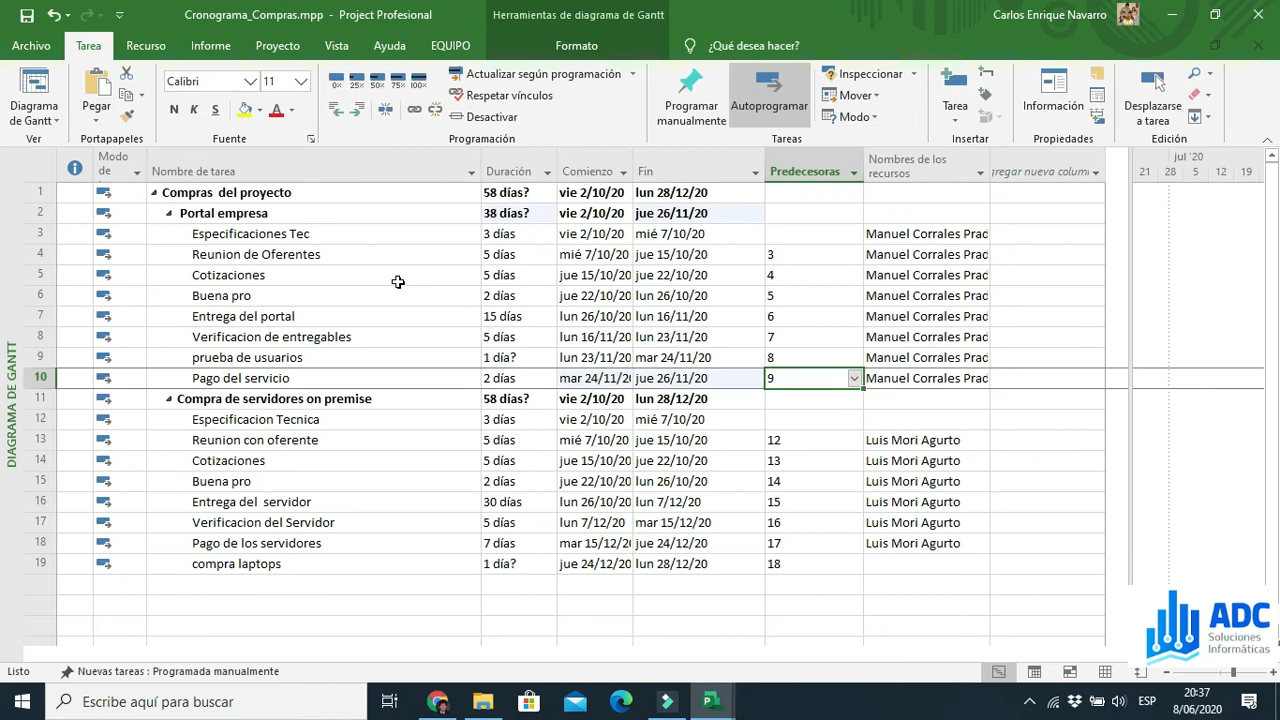 Cronograma_Compras.mpp - Project Profesional
Herramientas de diagrama de Gantt
Carlos Enrique Navarro
Archivo Tarea Recurso Informe Proyecto Vista Ayuda EQUIPO Formato ¿Qué desea hacer?
Diagrama de Gantt
Ver
Pegar
Portapapeles
Calibri 11
N K S A
Fuente
0% 25% 50% 75% 100%
Actualizar según programación
Respetar vínculos
Desactivar
Programación
Programar manualmente
Autoprogramar
Inspeccionar
Mover
Modo
Tareas
Tarea
Insertar
Información
Propiedades
Desplazarse a tarea
Edición
Modo de Nombre de tarea Duración Comienzo Fin Predecesoras Nombres de los recursos gregar nueva colum
jul '20
21 28 5 12 19
1 Compras del proyecto 58 días? vie 2/10/20 lun 28/12/20
2 Portal empresa 38 días? vie 2/10/20 jue 26/11/20
3 Especificaciones Tec 3 días vie 2/10/20 mié 7/10/20 Manuel Corrales Prad
4 Reunion de Oferentes 5 días mié 7/10/20 jue 15/10/20 3 Manuel Corrales Prad
5 Cotizaciones 5 días jue 15/10/20 jue 22/10/20 4 Manuel Corrales Prad
6 Buena pro 2 días jue 22/10/20 lun 26/10/20 5 Manuel Corrales Prad
7 Entrega del portal 15 días lun 26/10/20 lun 16/11/20 6 Manuel Corrales Prad
8 Verificacion de entregables 5 días lun 16/11/20 lun 23/11/20 7 Manuel Corrales Prad
9 prueba de usuarios 1 día? lun 23/11/20 mar 24/11/20 8 Manuel Corrales Prad
10 Pago del servicio 2 días mar 24/11/20 jue 26/11/20 9 Manuel Corrales Prad
11 Compra de servidores on premise 58 días? vie 2/10/20 lun 28/12/20
12 Especificacion Tecnica 3 días vie 2/10/20 mié 7/10/20
13 Reunion con oferente 5 días mié 7/10/20 jue 15/10/20 12 Luis Mori Agurto
14 Cotizaciones 5 días jue 15/10/20 jue 22/10/20 13 Luis Mori Agurto
15 Buena pro 2 días jue 22/10/20 lun 26/10/20 14 Luis Mori Agurto
16 Entrega del servidor 30 días lun 26/10/20 lun 7/12/20 15 Luis Mori Agurto
17 Verificacion del Servidor 5 días lun 7/12/20 mar 15/12/20 16 Luis Mori Agurto
18 Pago de los servidores 7 días mar 15/12/20 jue 24/12/20 17 Luis Mori Agurto
19 compra laptops 1 día? jue 24/12/20 lun 28/12/20 18
DIAGRAMA DE GANTT
ADC
Soluciones
Informáticas
Listo Nuevas tareas : Programada manualmente
Escribe aquí para buscar
ESP
20:37
8/06/2020